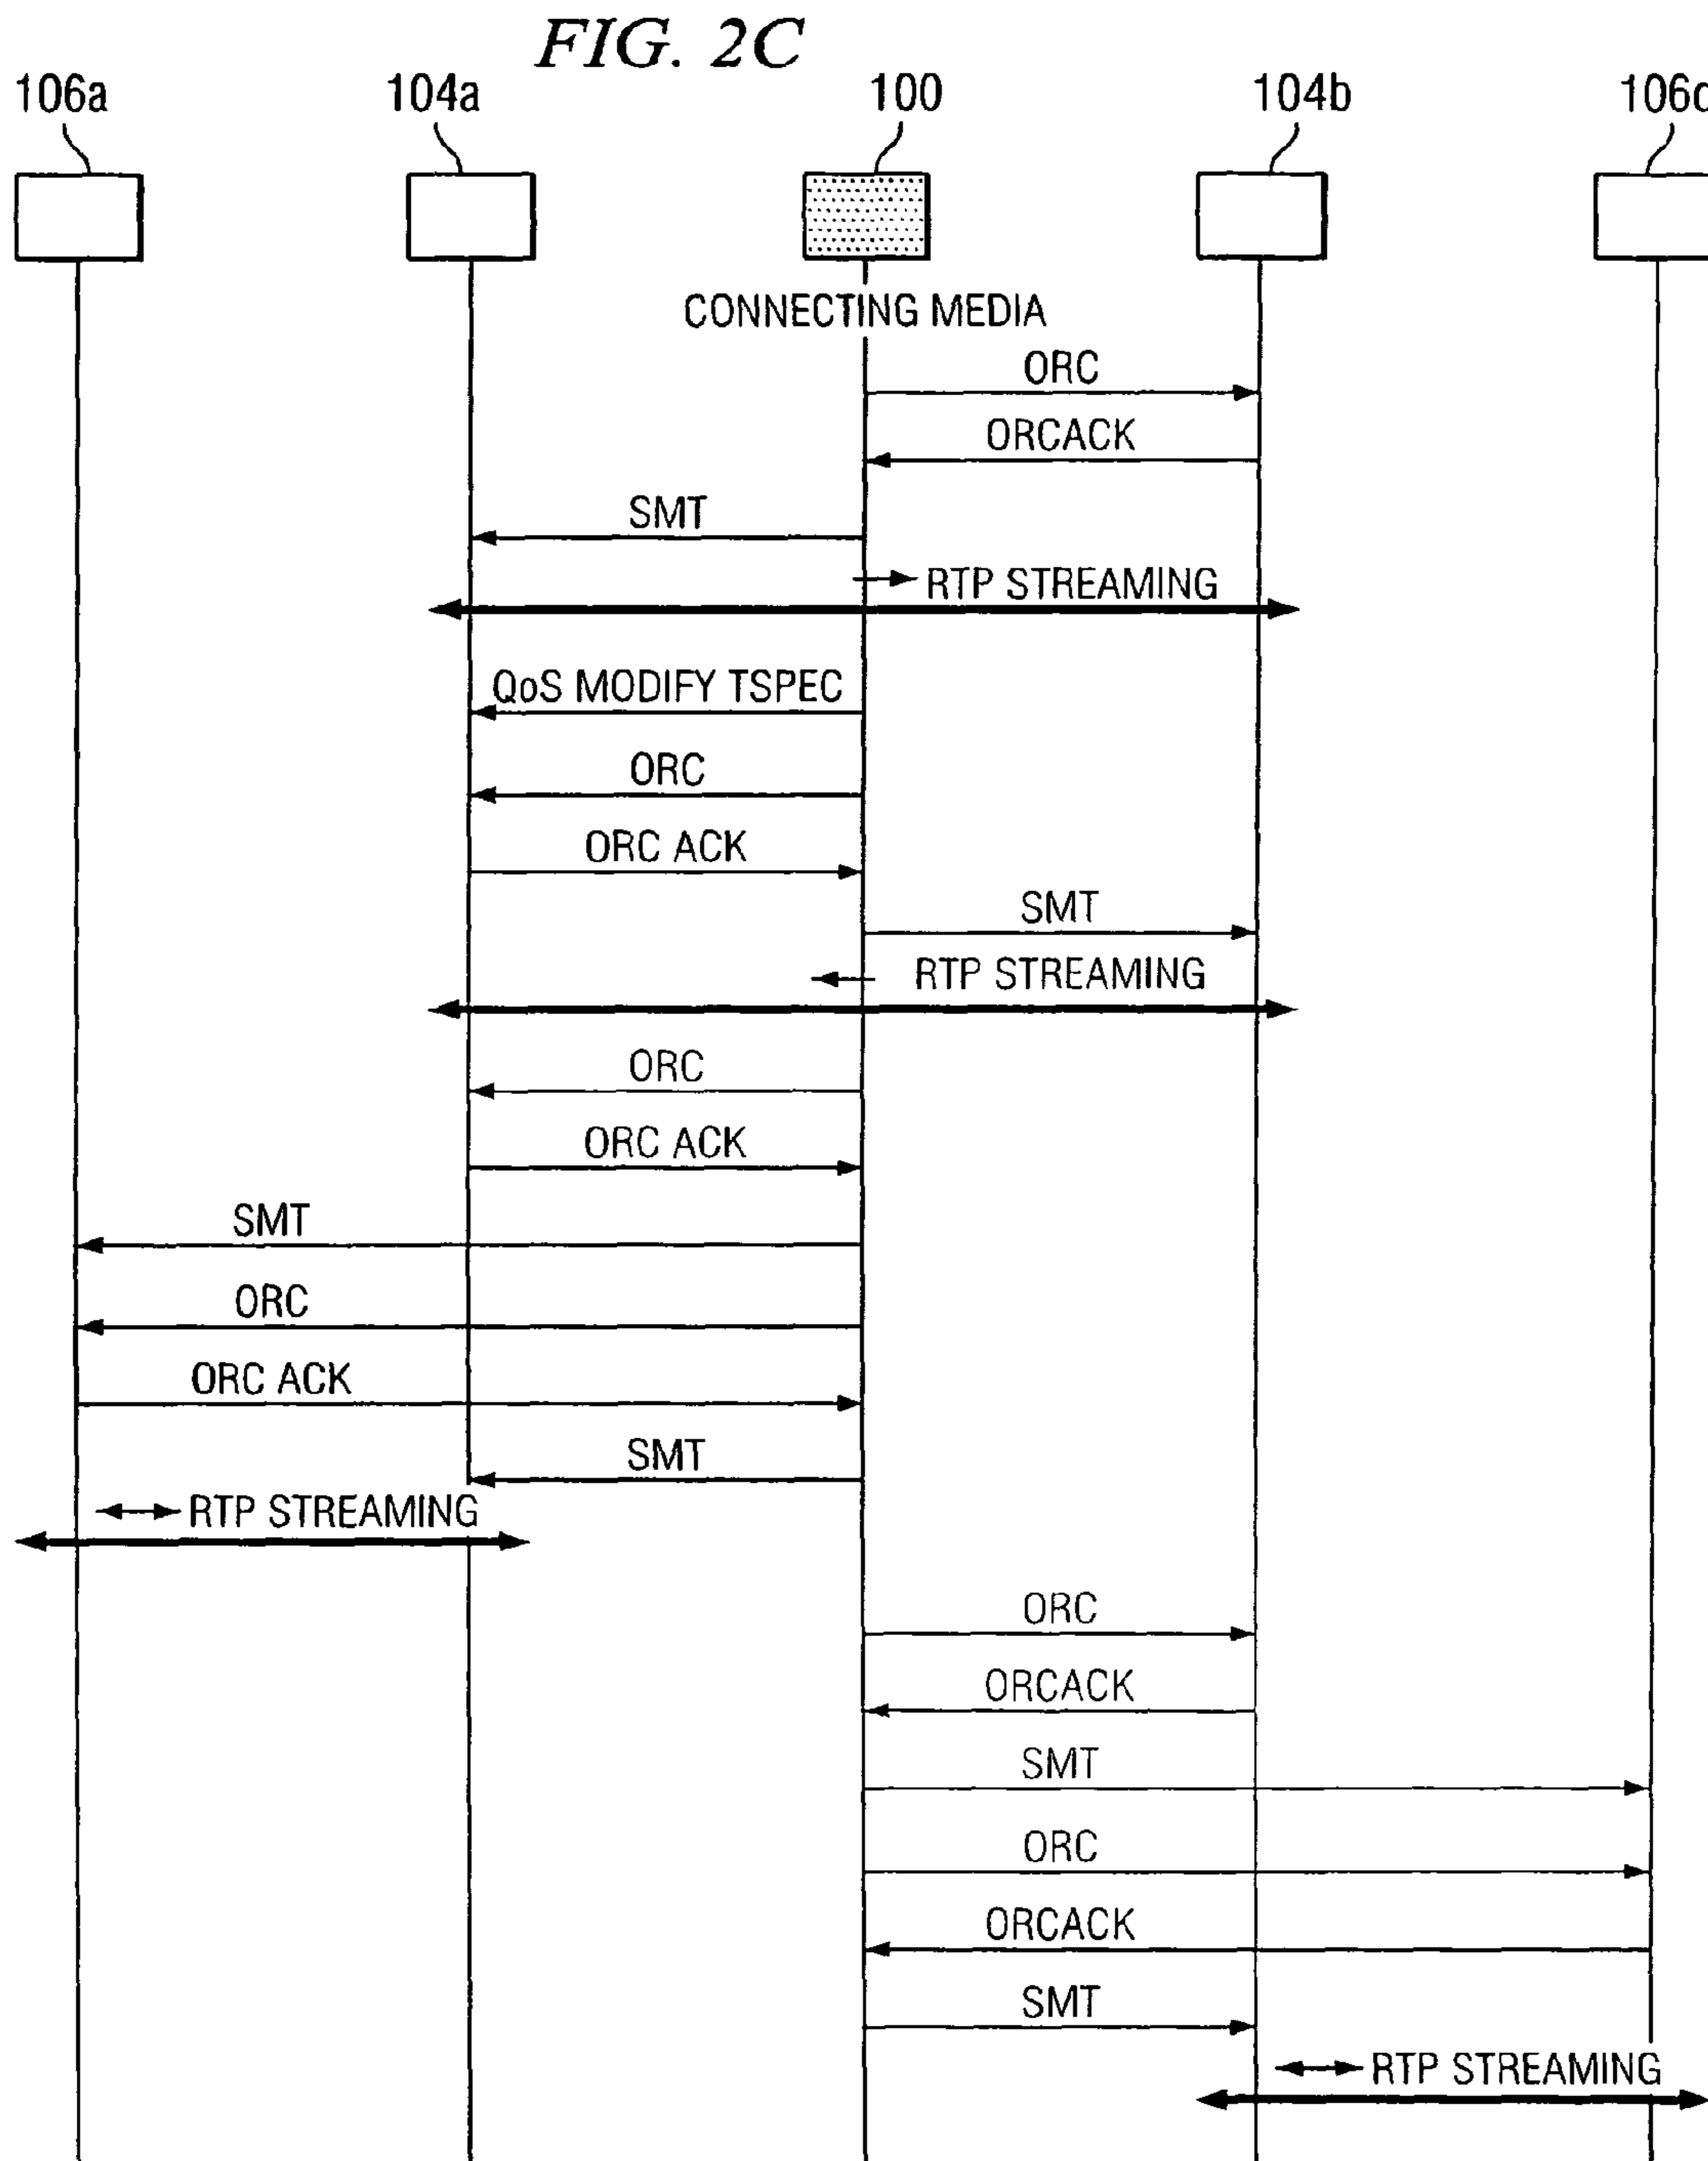 FIG. 2C
106a 104a 100 104b 106d
CONNECTING MEDIA
ORC
ORCACK
SMT
RTP STREAMING
QoS MODIFY TSPEC
ORC
ORC ACK
SMT
RTP STREAMING
ORC
ORC ACK
SMT
ORC
ORC ACK
SMT
RTP STREAMING
ORC
ORCACK
SMT
ORC
ORCACK
SMT
RTP STREAMING